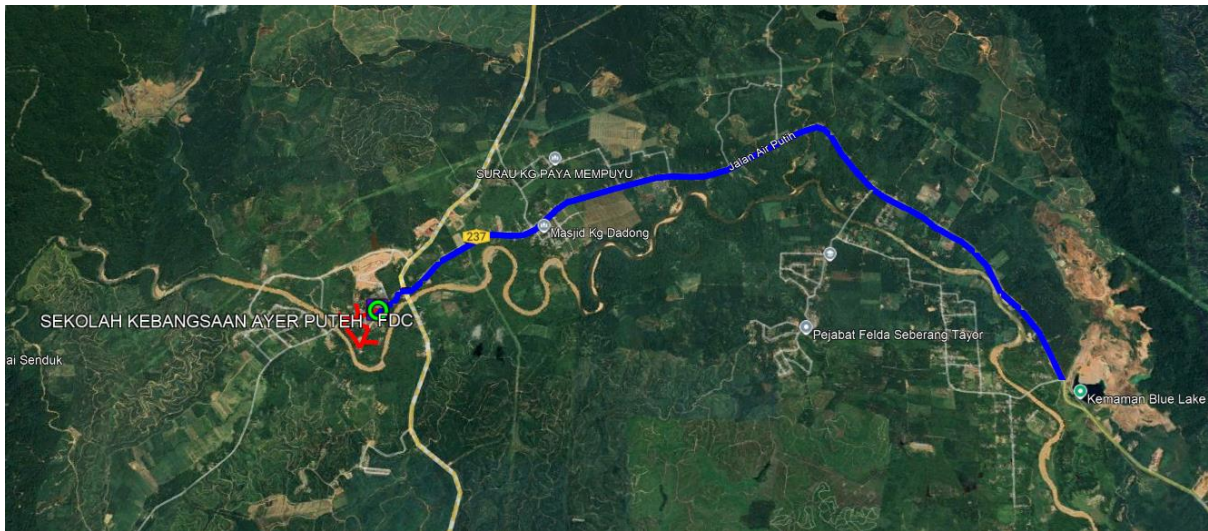 Jalan Air Putih
SURAU KG PAYA MEMPUYU
Masjid Kg Dadong
237
SEKOLAH KEBANGSAAN AYER PUTEH_ FDC
Pejabat Felda Seberang Tayor
ai Senduk
Kemaman Blue Lake